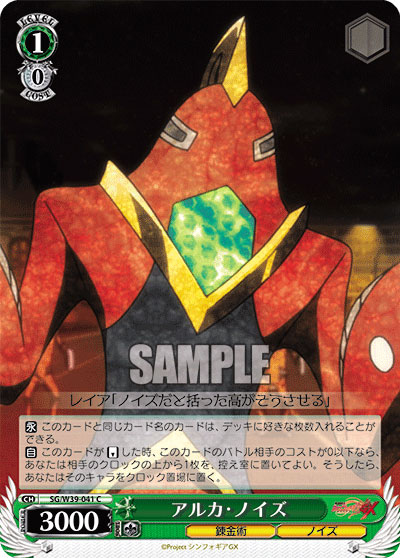 LEVEL
1
0
COST
SAMPLE
レイア「ノイズだと括った高がそうさせる」
永 このカードと同じカード名のカードは、デッキに好きな枚数入れることができる。
自 このカードが した時、このカードのバトル相手のコストが0以下なら、
あなたは相手のクロックの上から1枚を、控え室に置いてよい。そうしたら、
あなたはそのキャラをクロック置場に置く。
CH SG/W39-041 C
アルカ・ノイズ
GX
3000
錬金術
ノイズ
©Project シンフォギアGX